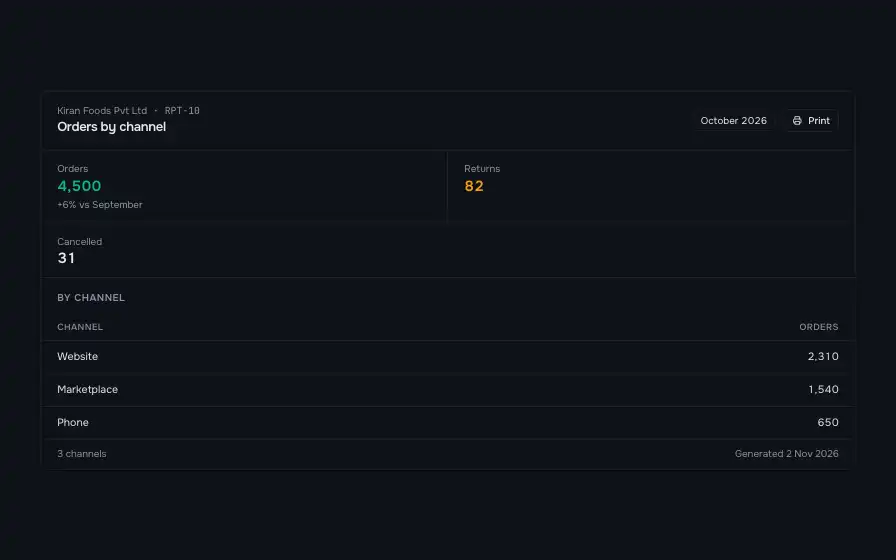 Kiran Foods Pvt Ltd · RPT-10
Orders by channel
October 2026
Print
Orders
4,500
+6% vs September
Returns
82
Cancelled
31
BY CHANNEL
CHANNEL ORDERS
Website 2,310
Marketplace 1,540
Phone 650
3 channels Generated 2 Nov 2026